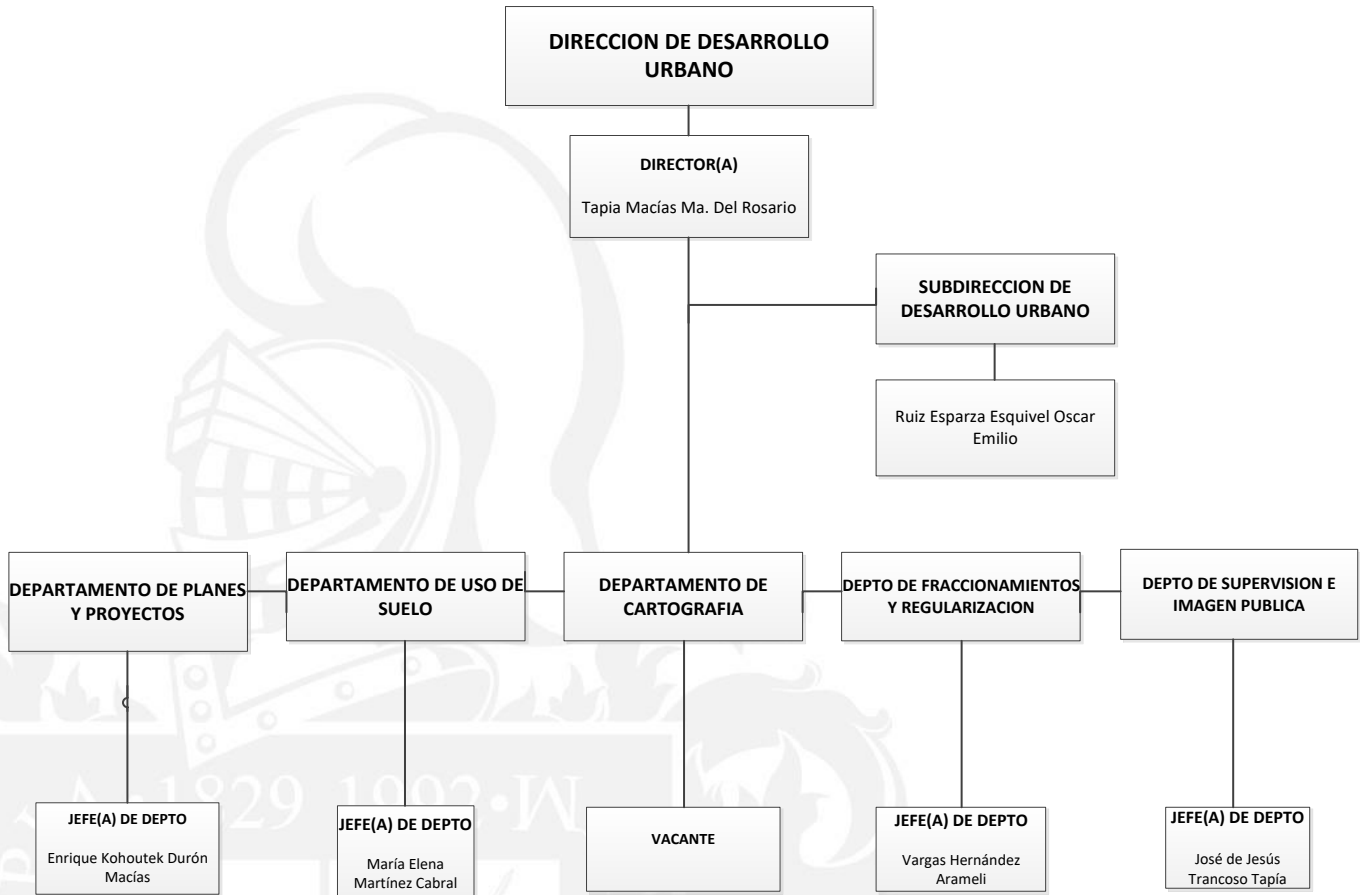 DIRECCION DE DESARROLLO
URBANO
DIRECTOR(A)
Tapia Macías Ma. Del Rosario
SUBDIRECCION DE
DESARROLLO URBANO
Ruiz Esparza Esquivel Oscar
Emilio
DEPARTAMENTO DE PLANES
Y PROYECTOS
DEPARTAMENTO DE USO DE
SUELO
DEPARTAMENTO DE
CARTOGRAFIA
DEPTO DE FRACCIONAMIENTOS
Y REGULARIZACION
DEPTO DE SUPERVISION E
IMAGEN PUBLICA
JEFE(A) DE DEPTO
Enrique Kohoutek Durón
Macías
JEFE(A) DE DEPTO
María Elena
Martínez Cabral
VACANTE
JEFE(A) DE DEPTO
Vargas Hernández
Arameli
JEFE(A) DE DEPTO
José de Jesús
Trancoso Tapía
1829 1992